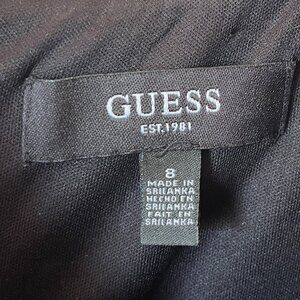 GUESS
EST.1981
8
MADE IN
SRILANKA
HECHO EN
SRILANKA
FAIT EN
SRILANKA